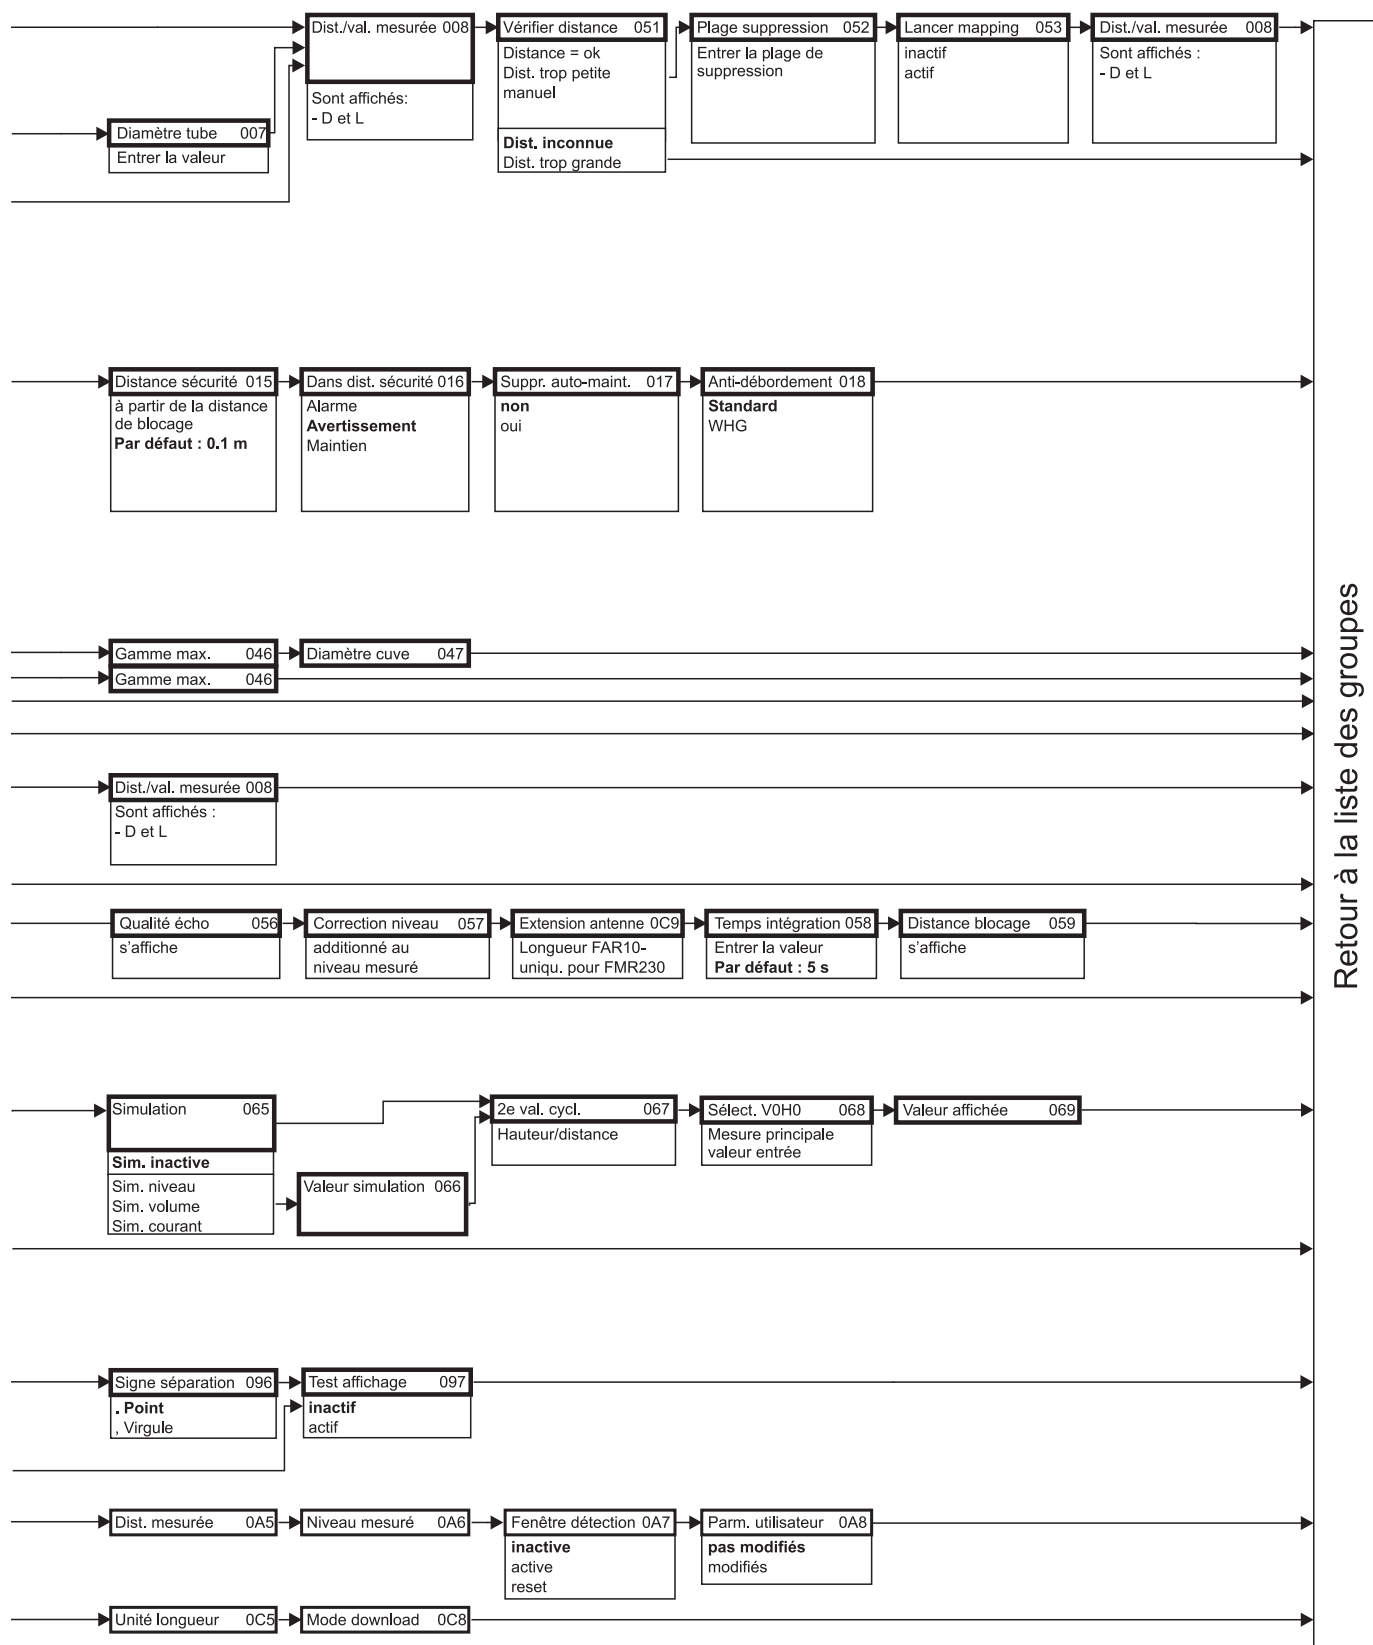 Dist./val. mesurée 008
Sont affichés:
- D et L
Vérifier distance 051
Distance = ok
Dist. trop petite
manuel
Dist. inconnue
Dist. trop grande
Plage suppression 052
Entrer la plage de
suppression
Lancer mapping 053
inactif
actif
Dist./val. mesurée 008
Sont affichés :
- D et L
Diamètre tube 007
Entrer la valeur
Distance sécurité 015
à partir de la distance
de blocage
Par défaut : 0.1 m
Dans dist. sécurité 016
Alarme
Avertissement
Maintien
Suppr. auto-maint. 017
non
oui
Anti-débordement 018
Standard
WHG
Gamme max. 046
Diamètre cuve 047
Gamme max. 046
Dist./val. mesurée 008
Sont affichés :
- D et L
Qualité écho 056
s'affiche
Correction niveau 057
additionné au
niveau mesuré
Extension antenne 0C9
Longueur FAR10-
uniqu. pour FMR230
Temps intégration 058
Entrer la valeur
Par défaut : 5 s
Distance blocage 059
s'affiche
Simulation 065
Sim. inactive
Sim. niveau
Sim. volume
Sim. courant
Valeur simulation 066
2e val. cycl. 067
Hauteur/distance
Sélect. V0H0 068
Mesure principale
valeur entrée
Valeur affichée 069
Signe séparation 096
. Point
, Virgule
Test affichage 097
inactif
actif
Dist. mesurée 0A5
Niveau mesuré 0A6
Fenêtre détection 0A7
inactive
active
reset
Parm. utilisateur 0A8
pas modifiés
modifiés
Unité longueur 0C5
Mode download 0C8
Retour à la liste des groupes